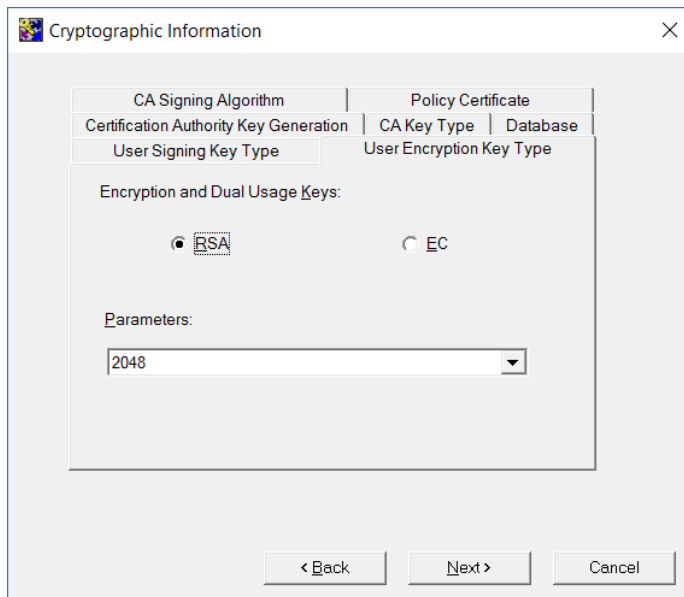 Cryptographic Information
CA Signing Algorithm Policy Certificate
Certification Authority Key Generation CA Key Type Database
User Signing Key Type User Encryption Key Type
Encryption and Dual Usage Keys:
RSA EC
Parameters:
2048
< Back Next > Cancel